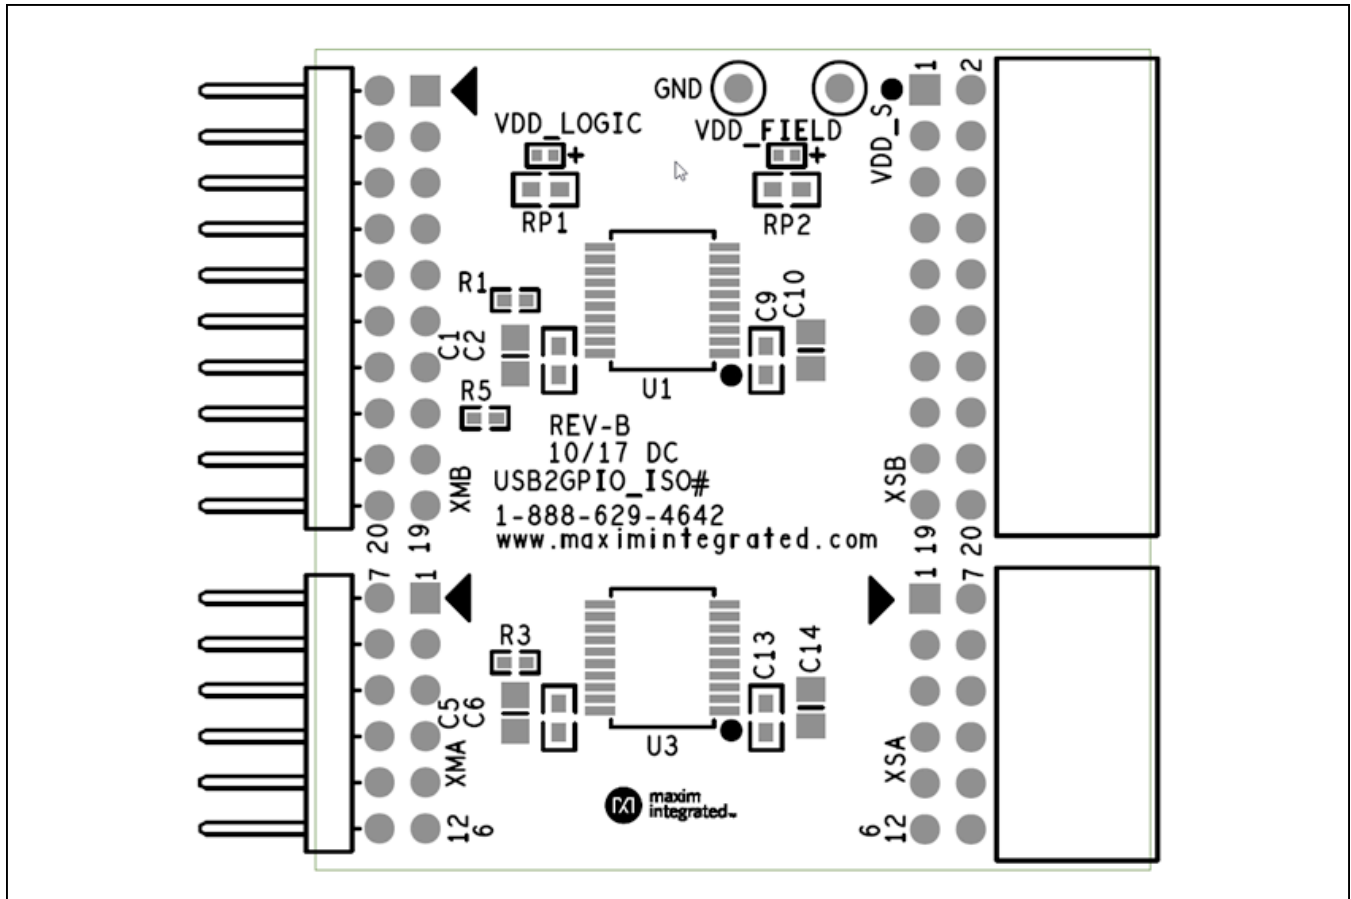 1 2
GND
VDD_LOGIC
VDD_FIELD
VDD_S
+
+
RP1
RP2
R1
C9
C10
C1
C2
U1
R5
REV-B
10/17 DC
XMB
XSB
USB2GPIO_ISO#
1-888-629-4642
www.maximintegrated.com
20 19
19 20
7 1
1 7
R3
C13
C14
C5
C6
U3
XMA
XSA
maxim
integrated™
12
6
6
12